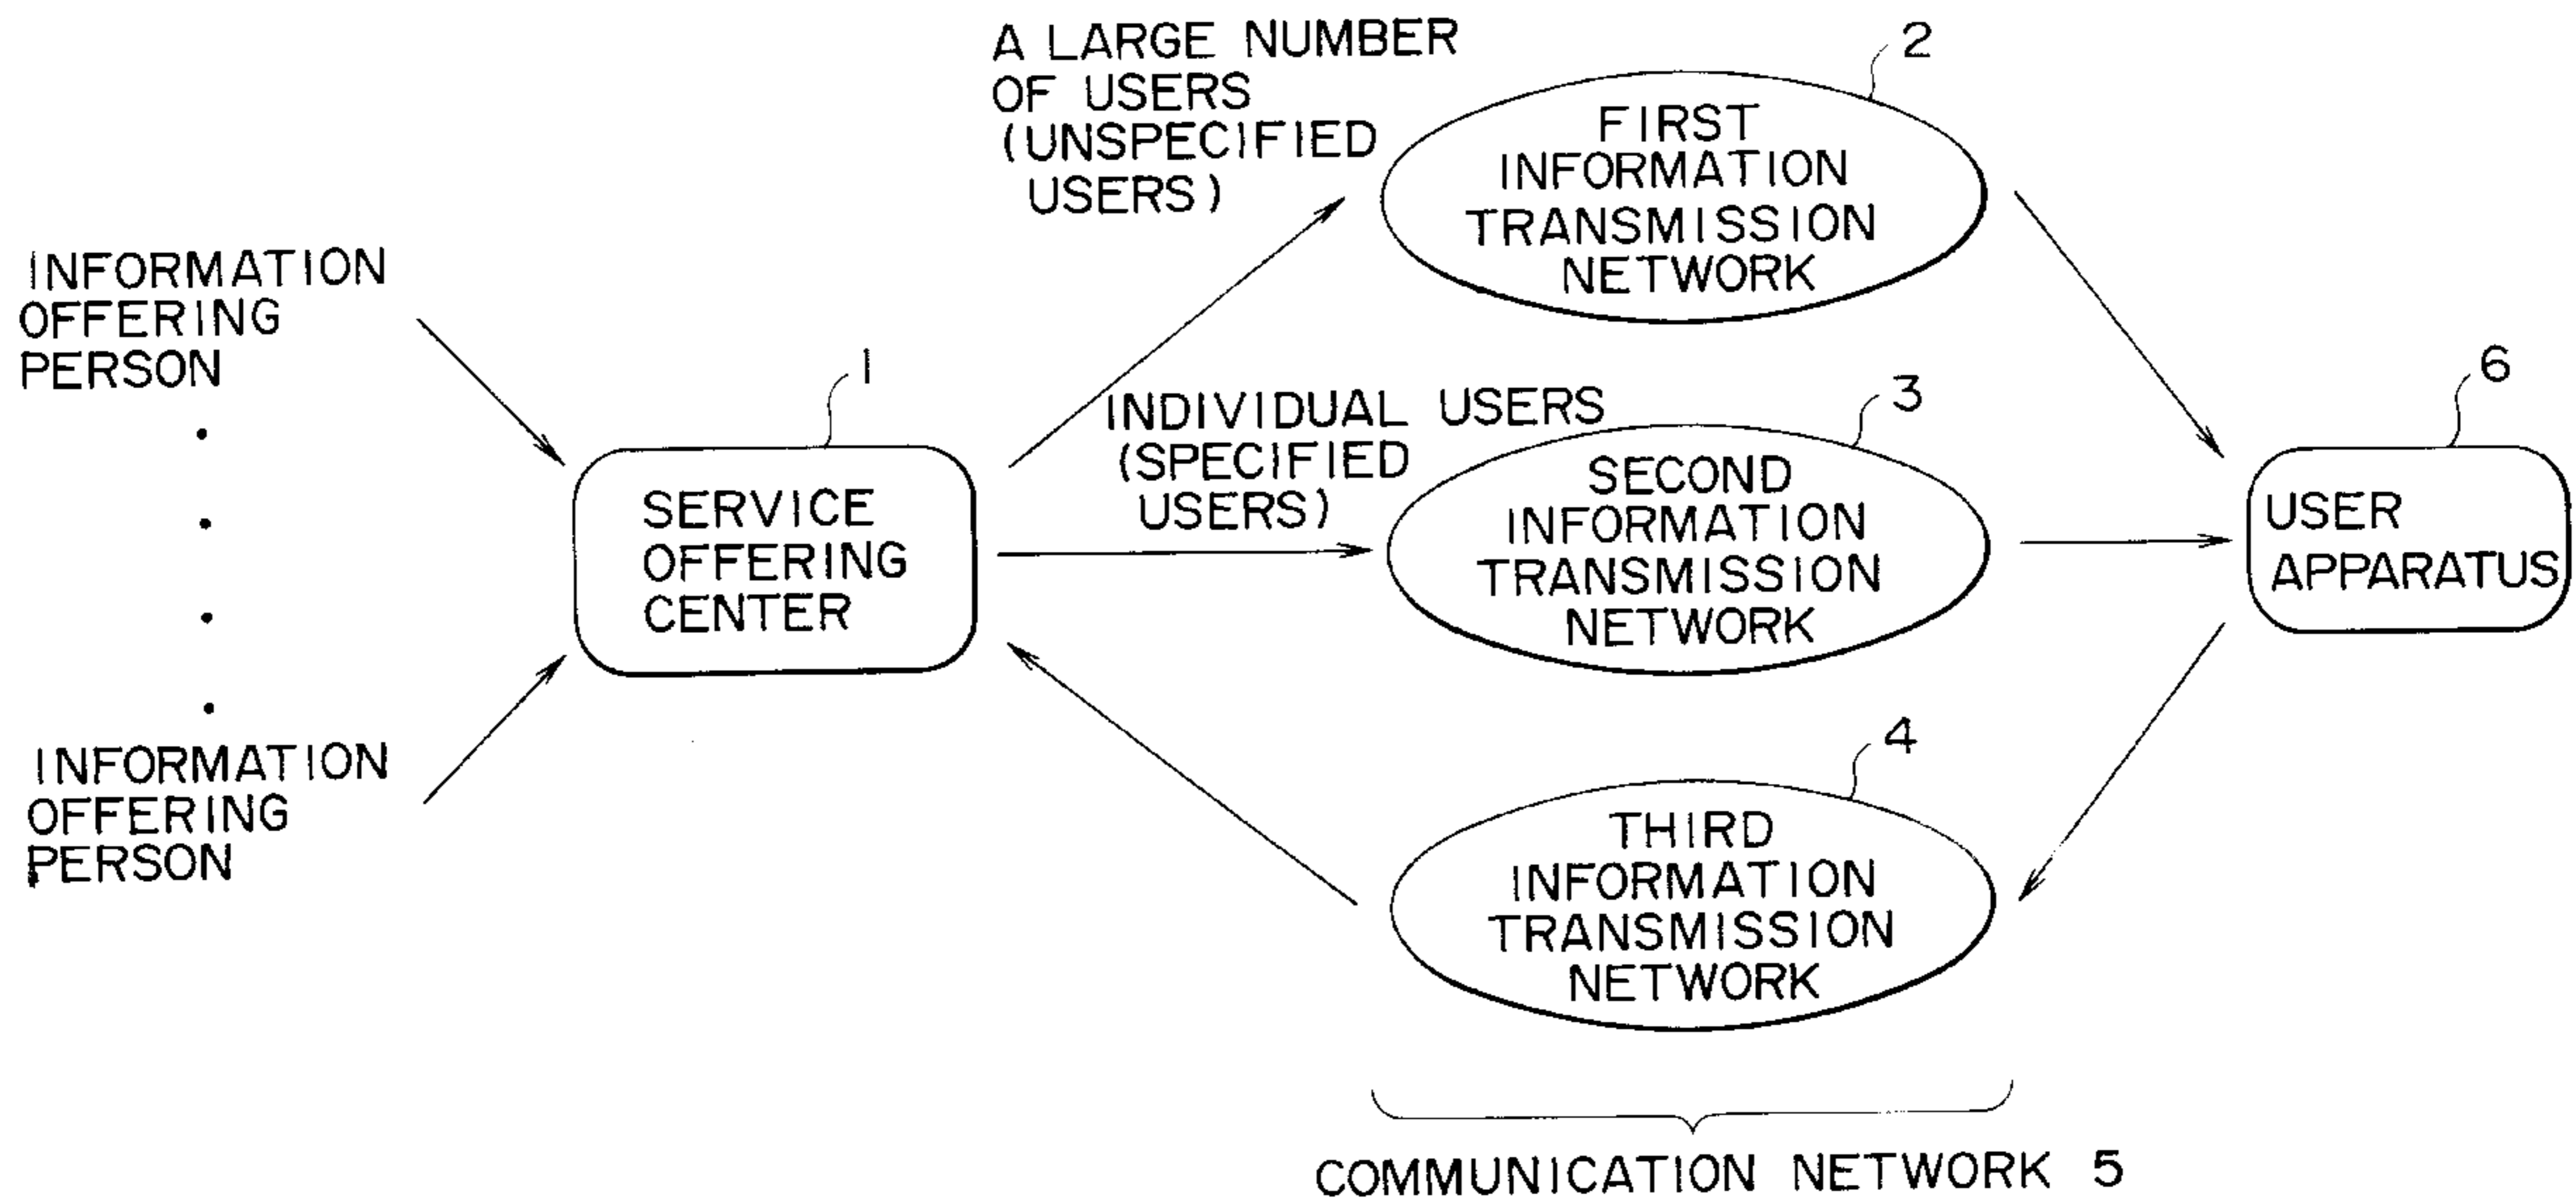 A LARGE NUMBER
OF USERS
(UNSPECIFIED
USERS)
2
FIRST
INFORMATION
TRANSMISSION
NETWORK
INFORMATION
OFFERING
PERSON
1
SERVICE
OFFERING
CENTER
INDIVIDUAL USERS
(SPECIFIED
USERS)
3
SECOND
INFORMATION
TRANSMISSION
NETWORK
6
USER
APPARATUS
INFORMATION
OFFERING
PERSON
4
THIRD
INFORMATION
TRANSMISSION
NETWORK
COMMUNICATION NETWORK 5